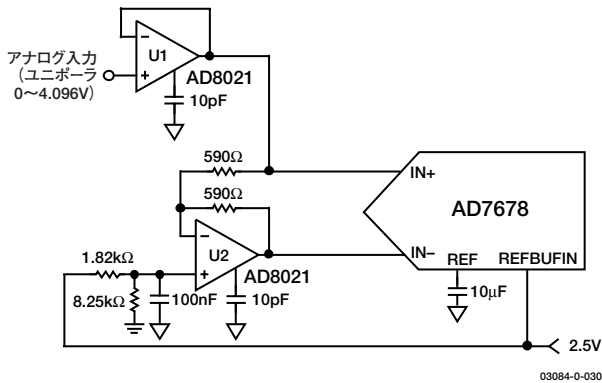 U1
アナログ入力
(ユニポーラ
0～4.096V)
AD8021
10pF
590Ω
590Ω
IN+
AD7678
U2
IN–
REF
REFBUFIN
1.82kΩ
AD8021
8.25kΩ
100nF
10pF
10μF
2.5V
03084-0-030